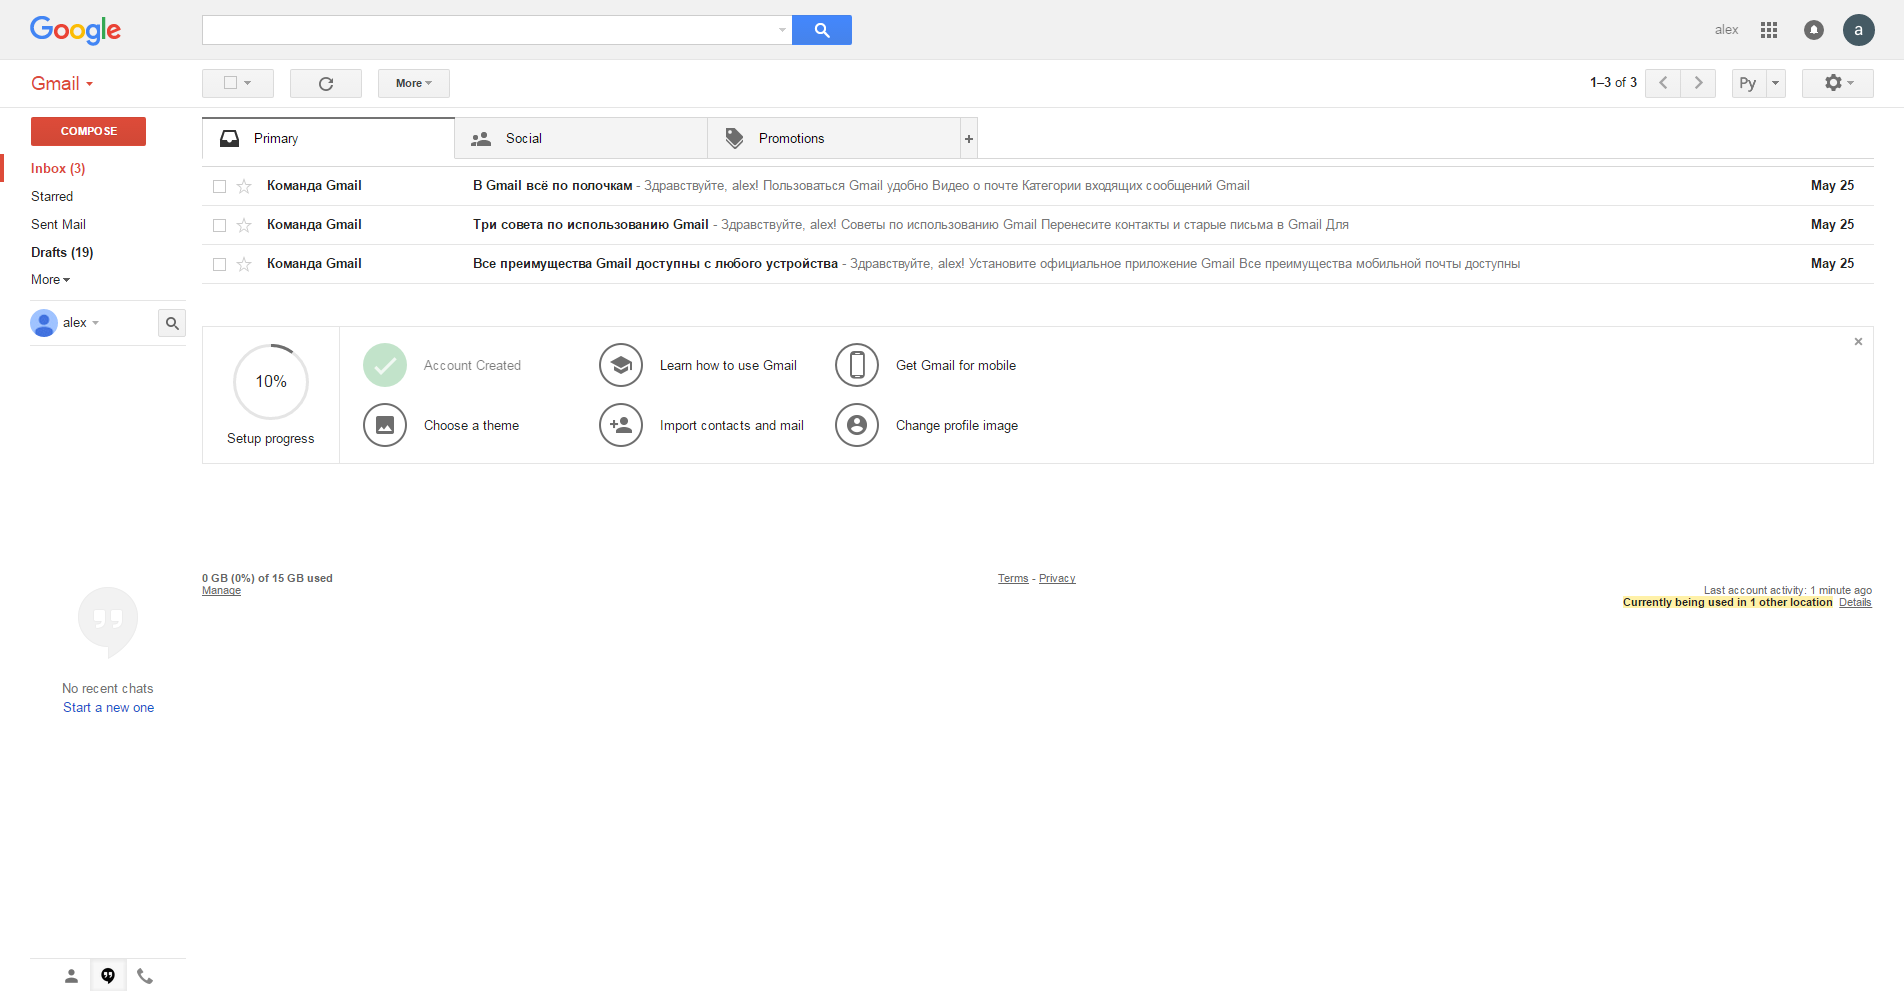 Google
alex
a
Gmail
More
1–3 of 3
Ру
COMPOSE
Inbox (3)
Starred
Sent Mail
Drafts (19)
More
alex
Primary
Social
Promotions
+
Команда Gmail В Gmail всё по полочкам - Здравствуйте, alex! Пользоваться Gmail удобно Видео о почте Категории входящих сообщений Gmail May 25
Команда Gmail Три совета по использованию Gmail - Здравствуйте, alex! Советы по использованию Gmail Перенесите контакты и старые письма в Gmail Для May 25
Команда Gmail Все преимущества Gmail доступны с любого устройства - Здравствуйте, alex! Установите официальное приложение Gmail Все преимущества мобильной почты доступны May 25
10%
Setup progress
Account Created
Learn how to use Gmail
Get Gmail for mobile
Choose a theme
Import contacts and mail
Change profile image
0 GB (0%) of 15 GB used
Manage
Terms - Privacy
Last account activity: 1 minute ago
Currently being used in 1 other location Details
No recent chats
Start a new one